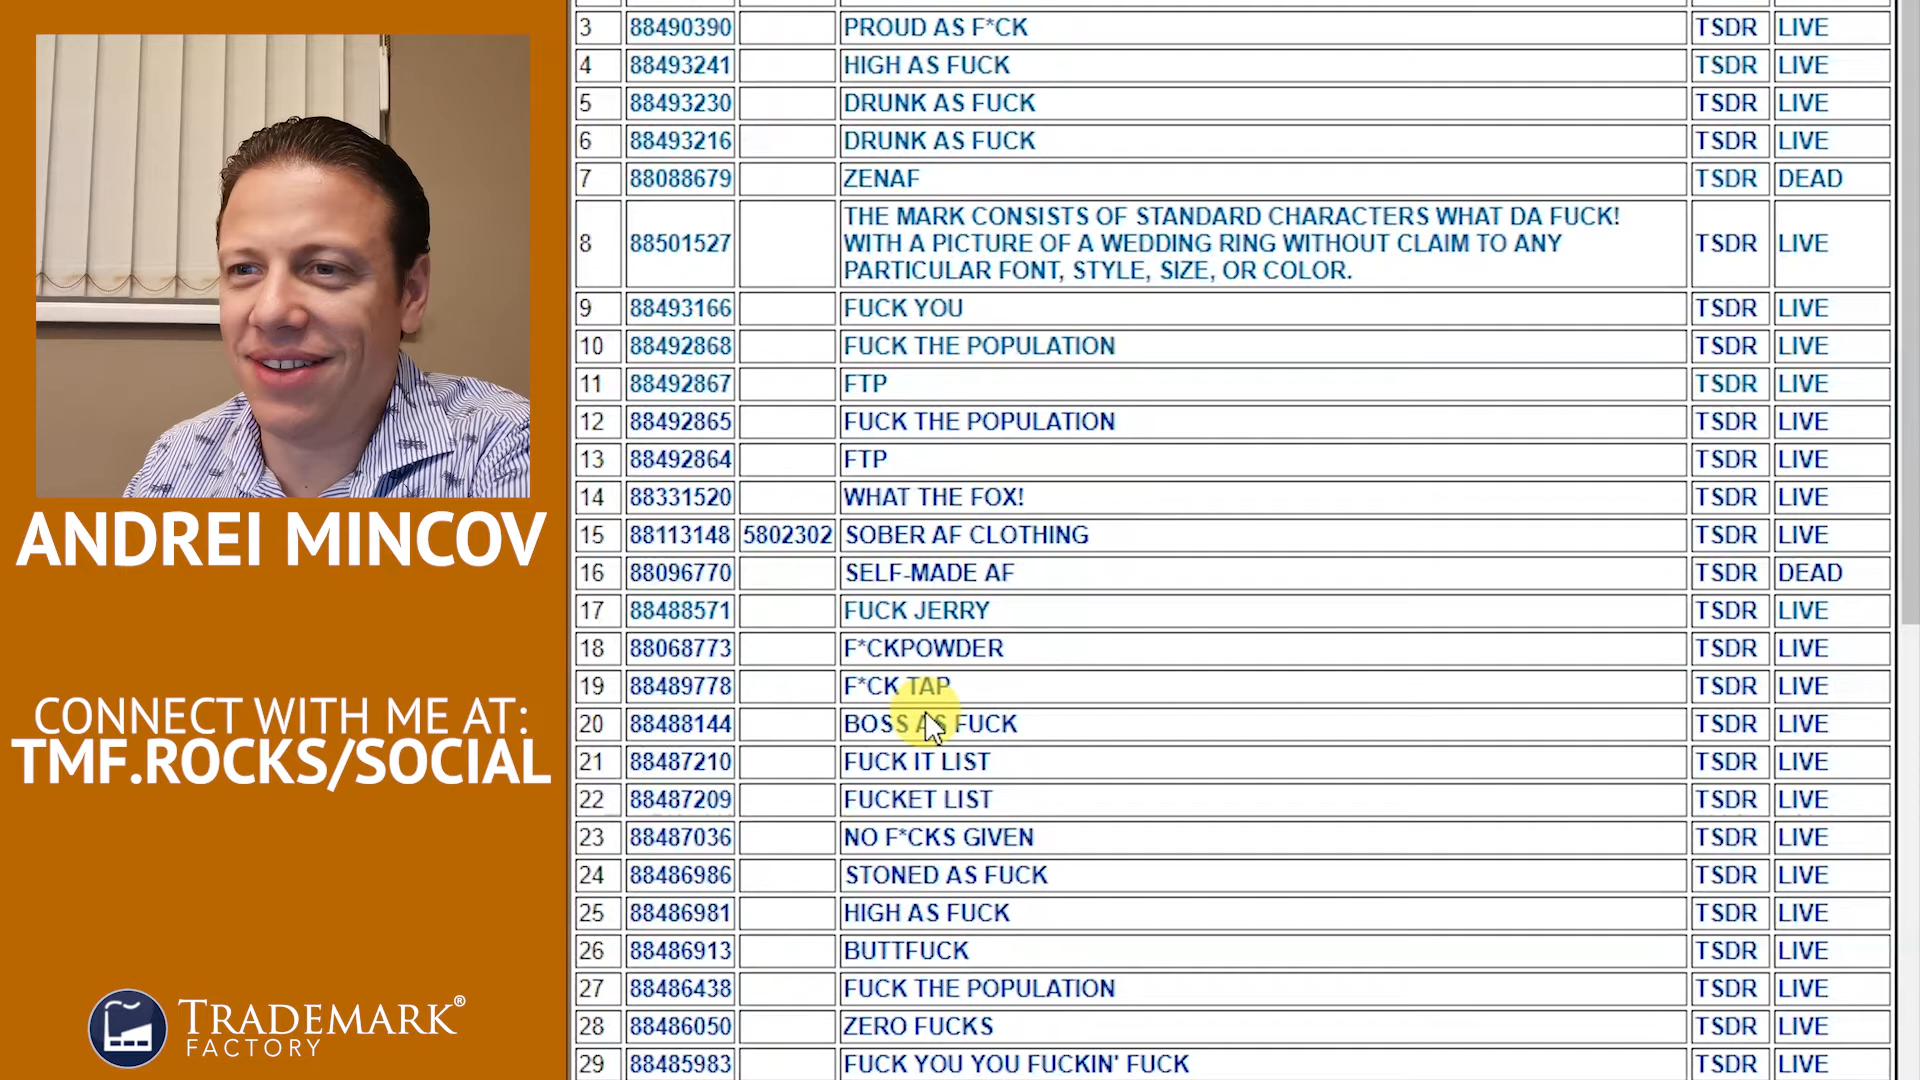 ANDREI MINCOV
CONNECT WITH ME AT:
TMF.ROCKS/SOCIAL
TRADEMARK®
FACTORY
3 88490390 PROUD AS F*CK TSDR LIVE
4 88493241 HIGH AS FUCK TSDR LIVE
5 88493230 DRUNK AS FUCK TSDR LIVE
6 88493216 DRUNK AS FUCK TSDR LIVE
7 88088679 ZENAF TSDR DEAD
THE MARK CONSISTS OF STANDARD CHARACTERS WHAT DA FUCK!
8 88501527 WITH A PICTURE OF A WEDDING RING WITHOUT CLAIM TO ANY TSDR LIVE
PARTICULAR FONT, STYLE, SIZE, OR COLOR.
9 88493166 FUCK YOU TSDR LIVE
10 88492868 FUCK THE POPULATION TSDR LIVE
11 88492867 FTP TSDR LIVE
12 88492865 FUCK THE POPULATION TSDR LIVE
13 88492864 FTP TSDR LIVE
14 88331520 WHAT THE FOX! TSDR LIVE
15 88113148 5802302 SOBER AF CLOTHING TSDR LIVE
16 88096770 SELF-MADE AF TSDR DEAD
17 88488571 FUCK JERRY TSDR LIVE
18 88068773 F*CKPOWDER TSDR LIVE
19 88489778 F*CK TAP TSDR LIVE
20 88488144 BOSS AS FUCK TSDR LIVE
21 88487210 FUCK IT LIST TSDR LIVE
22 88487209 FUCKET LIST TSDR LIVE
23 88487036 NO F*CKS GIVEN TSDR LIVE
24 88486986 STONED AS FUCK TSDR LIVE
25 88486981 HIGH AS FUCK TSDR LIVE
26 88486913 BUTTFUCK TSDR LIVE
27 88486438 FUCK THE POPULATION TSDR LIVE
28 88486050 ZERO FUCKS TSDR LIVE
29 88485983 FUCK YOU YOU FUCKIN' FUCK TSDR LIVE